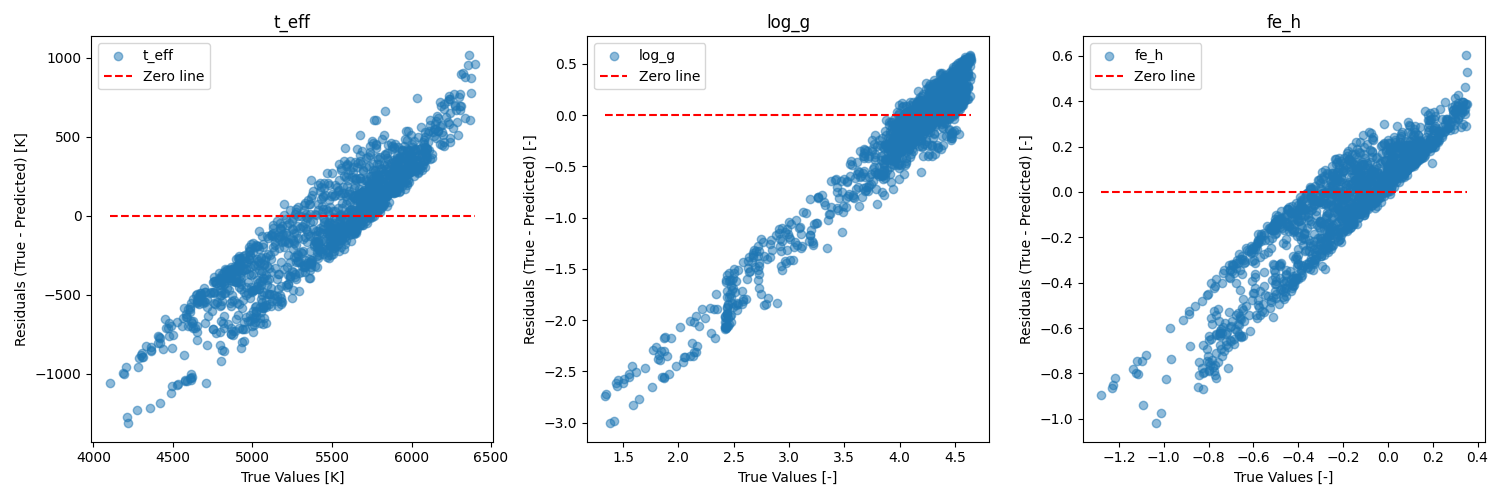 t_eff
t_eff
Zero line
1000
500
0
−500
−1000
Residuals (True - Predicted) [K]
4000 4500 5000 5500 6000 6500
True Values [K]
log_g
log_g
Zero line
0.5
0.0
−0.5
−1.0
−1.5
−2.0
−2.5
−3.0
Residuals (True - Predicted) [-]
1.5 2.0 2.5 3.0 3.5 4.0 4.5
True Values [-]
fe_h
fe_h
Zero line
0.6
0.4
0.2
0.0
−0.2
−0.4
−0.6
−0.8
−1.0
Residuals (True - Predicted) [-]
−1.2 −1.0 −0.8 −0.6 −0.4 −0.2 0.0 0.2 0.4
True Values [-]